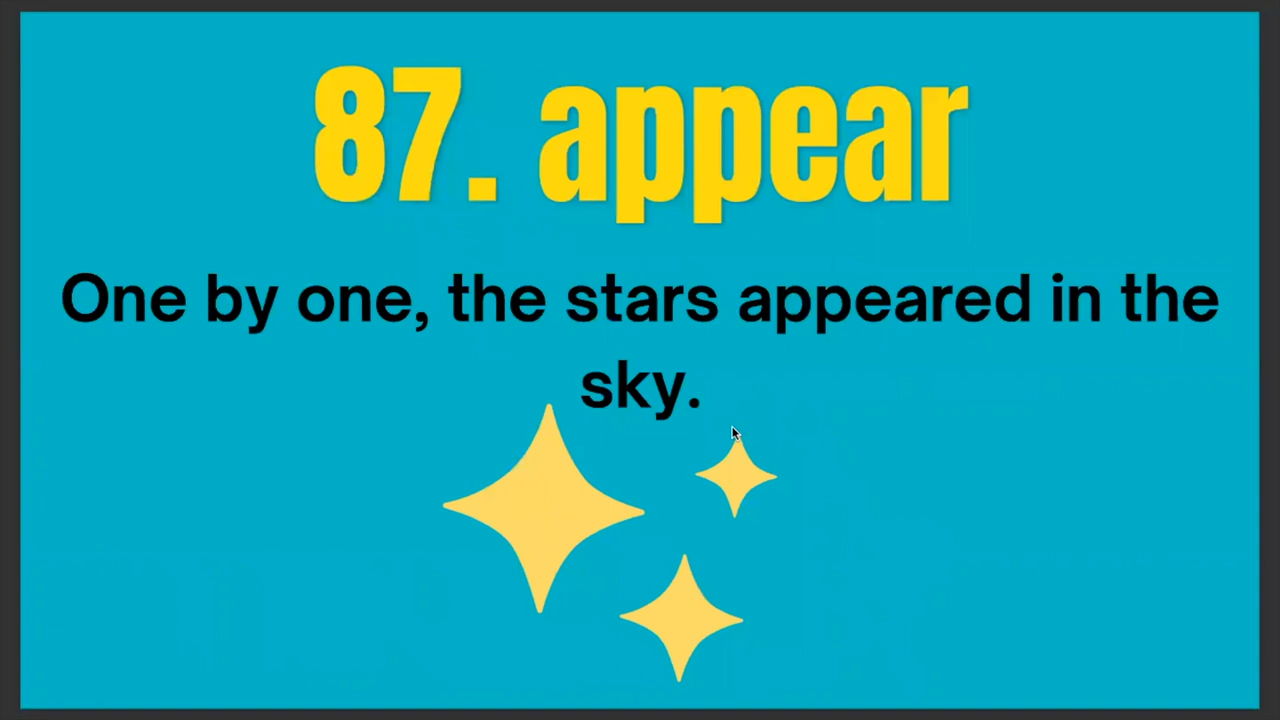 87. appear
One by one, the stars appeared in the
sky.